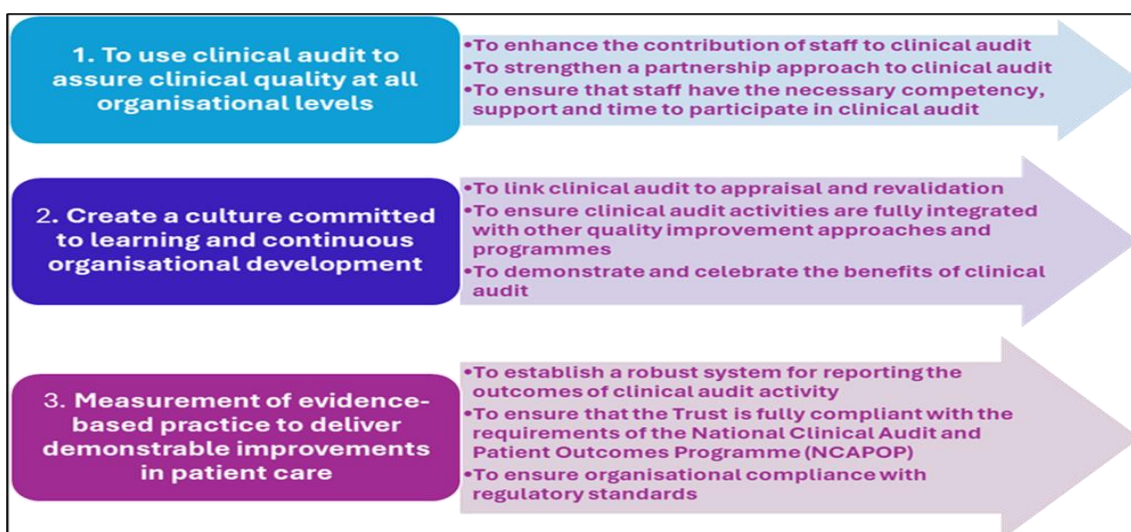 1. To use clinical audit to
assure clinical quality at all
organisational levels
•To enhance the contribution of staff to clinical audit
•To strengthen a partnership approach to clinical audit
•To ensure that staff have the necessary competency,
support and time to participate in clinical audit
2. Create a culture committed
to learning and continuous
organisational development
•To link clinical audit to appraisal and revalidation
•To ensure clinical audit activities are fully integrated
with other quality improvement approaches and
programmes
•To demonstrate and celebrate the benefits of clinical
audit
3. Measurement of evidence-
based practice to deliver
demonstrable improvements
in patient care
•To establish a robust system for reporting the
outcomes of clinical audit activity
•To ensure that the Trust is fully compliant with the
requirements of the National Clinical Audit and
Patient Outcomes Programme (NCAPOP)
•To ensure organisational compliance with
regulatory standards